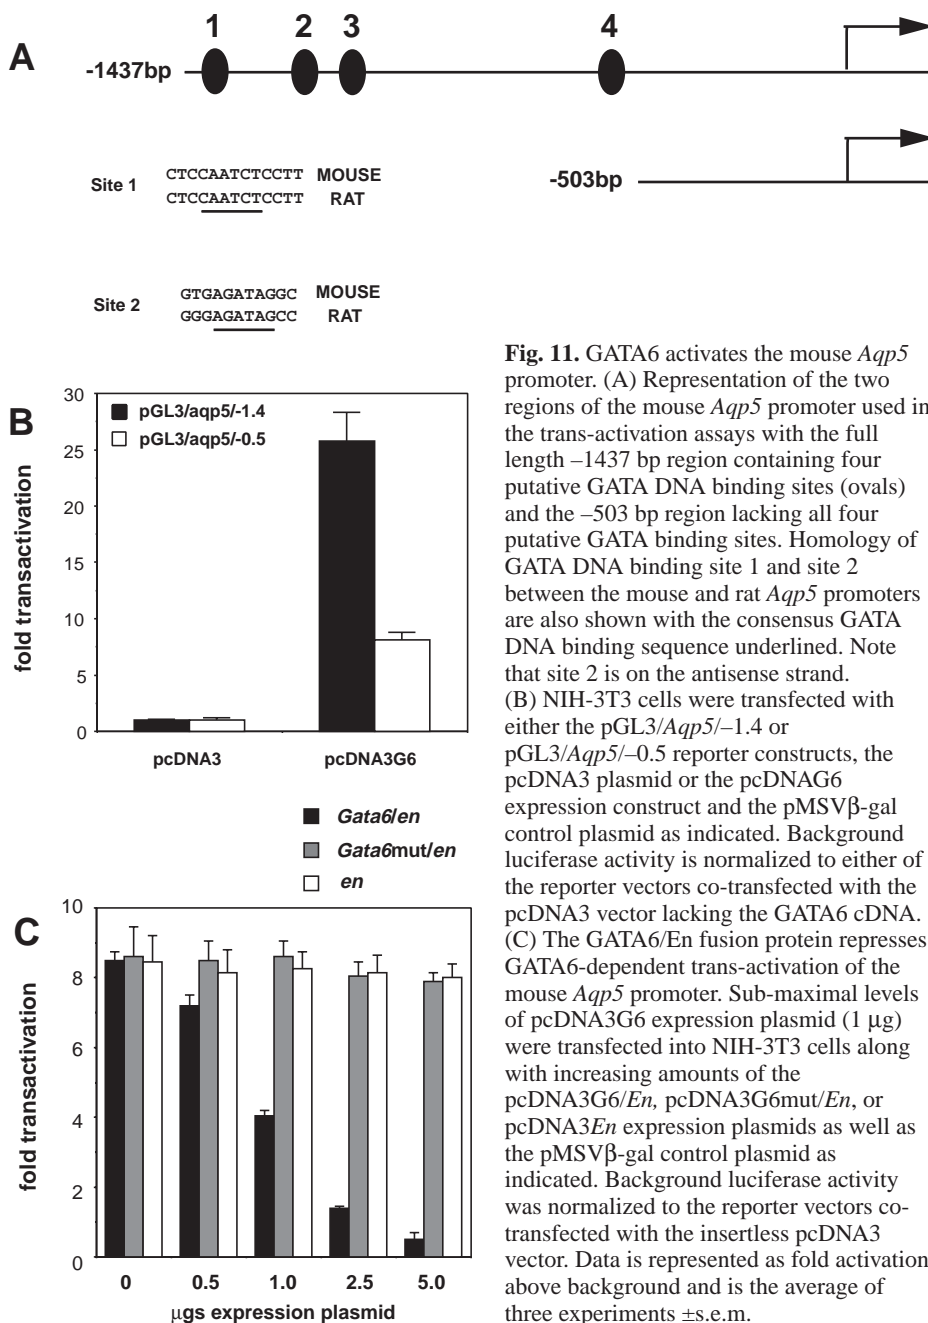 A
1 2 3 4
-1437bp
Site 1
CTCCAATCTCCTT MOUSE
CTCCAATCTCCTT RAT
-503bp
Site 2
GTGAGATAGGC MOUSE
GGGAGATAGCC RAT
B
fold transactivation
30
25
20
15
10
5
0
pGL3/aqp5/-1.4
pGL3/aqp5/-0.5
pcDNA3 pcDNA3G6
C
Gata6/en
Gata6mut/en
en
fold transactivation
10
8
6
4
2
0
0 0.5 1.0 2.5 5.0
μgs expression plasmid
Fig. 11. GATA6 activates the mouse Aqp5
promoter. (A) Representation of the two
regions of the mouse Aqp5 promoter used in
the trans-activation assays with the full
length –1437 bp region containing four
putative GATA DNA binding sites (ovals)
and the –503 bp region lacking all four
putative GATA binding sites. Homology of
GATA DNA binding site 1 and site 2
between the mouse and rat Aqp5 promoters
are also shown with the consensus GATA
DNA binding sequence underlined. Note
that site 2 is on the antisense strand.
(B) NIH-3T3 cells were transfected with
either the pGL3/Aqp5/–1.4 or
pGL3/Aqp5/–0.5 reporter constructs, the
pcDNA3 plasmid or the pcDNAG6
expression construct and the pMSVβ-gal
control plasmid as indicated. Background
luciferase activity is normalized to either of
the reporter vectors co-transfected with the
pcDNA3 vector lacking the GATA6 cDNA.
(C) The GATA6/En fusion protein represses
GATA6-dependent trans-activation of the
mouse Aqp5 promoter. Sub-maximal levels
of pcDNA3G6 expression plasmid (1 μg)
were transfected into NIH-3T3 cells along
with increasing amounts of the
pcDNA3G6/En, pcDNA3G6mut/En, or
pcDNA3En expression plasmids as well as
the pMSVβ-gal control plasmid as
indicated. Background luciferase activity
was normalized to the reporter vectors co-
transfected with the insertless pcDNA3
vector. Data is represented as fold activation
above background and is the average of
three experiments ±s.e.m.